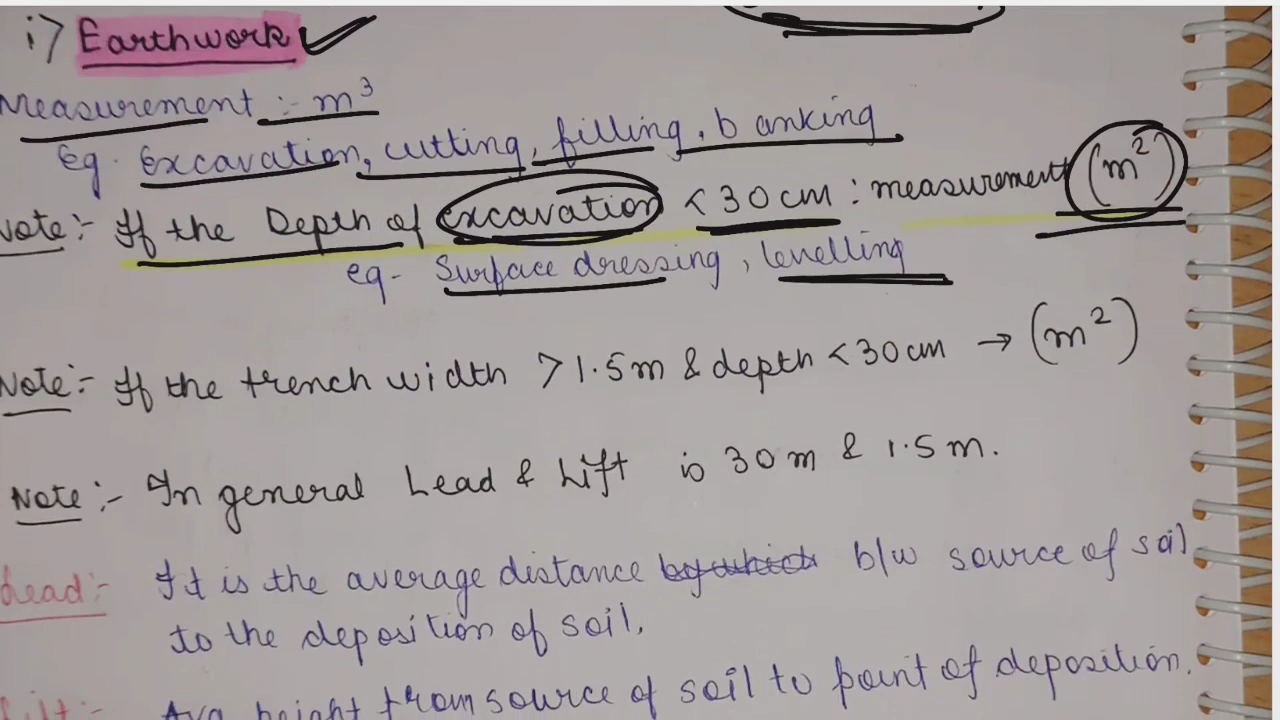 i) Earthwork
Measurement :- m³
Eg. Excavation, cutting, filling, banking
Note:- If the Depth of excavation < 30 cm : measurement (m²)
eg- Surface dressing, levelling
Note:- If the trench width > 1.5m & depth < 30 cm → (m²)
Note:- In general Lead & Lift is 30 m & 1.5 m.
Lead:- It is the average distance b/w source of soil
to the deposition of soil.
Lift:- Avg height from source of soil to point of deposition.